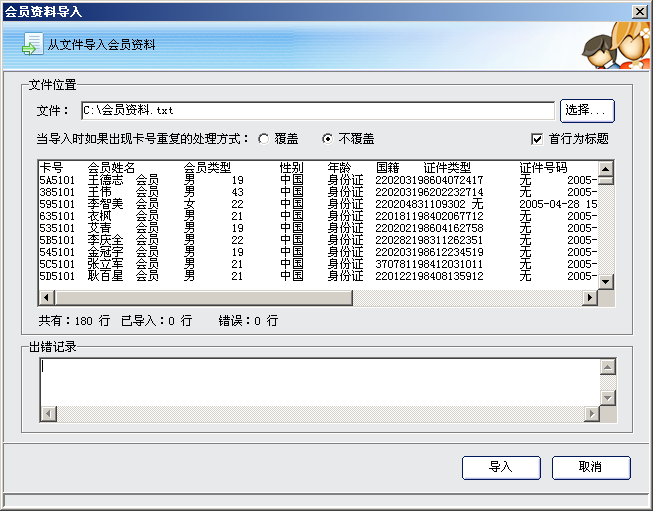 会员资料导入
从文件导入会员资料
文件位置
文件： C:\会员资料.txt 选择...
当导入时如果出现卡号重复的处理方式： 覆盖 不覆盖 首行为标题
卡号 会员姓名 会员类型 性别 年龄 国籍 证件类型 证件号码
5A5101 王德志 会员 男 19 中国 身份证 220203198604072417 无 2005-
385101 王伟 会员 男 43 中国 身份证 220203196202232714 无 2005-
595101 李智美 会员 女 22 中国 身份证 220204831109302 无 2005-04-28 15
635101 衣枫 会员 男 21 中国 身份证 220181198402067712 无 2005-
535101 艾青 会员 男 19 中国 身份证 220202198604162758 无 2005-
5B5101 李庆全 会员 男 22 中国 身份证 220282198311262351 无 2005-
545101 金冠宇 会员 男 19 中国 身份证 220203198612234519 无 2005-
5C5101 张立军 会员 男 21 中国 身份证 370781198412031011 无 2005-
5D5101 耿百星 会员 男 21 中国 身份证 220122198408135912 无 2005-
共有：180 行 已导入：0 行 错误：0 行
出错记录
导入 取消